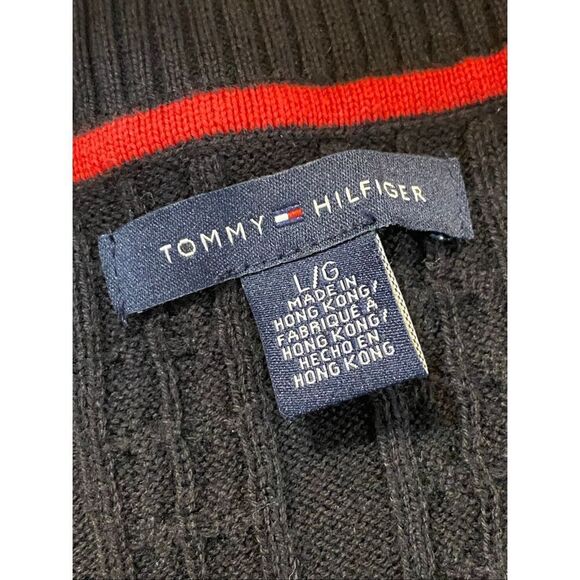 TOMMY HILFIGER
L/G
MADE IN
HONG KONG/
FABRIQUÉ À
HONG KONG/
HECHO EN
HONG KONG